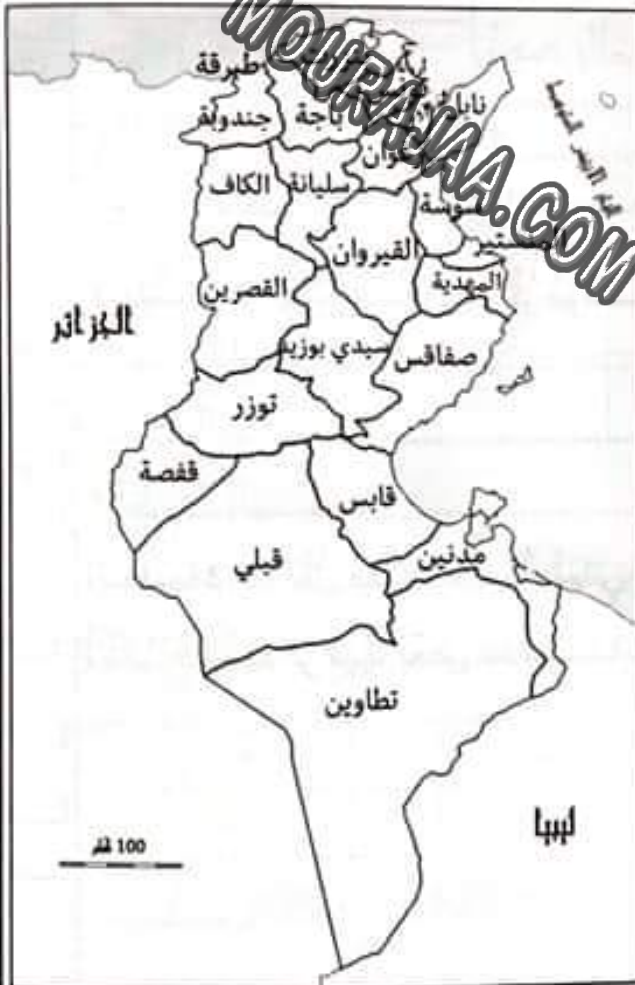 MOURAJAA.COM
طبرقة
نابل
جندوبة
باجة
الكاف
سليانة
سوسة
القيروان
المهدية
القصرين
الجزائر
سيدي بوزيد
صفاقس
توزر
قفصة
قابس
قبلي
مدنين
تطاوين
ليبيا
100 كلم